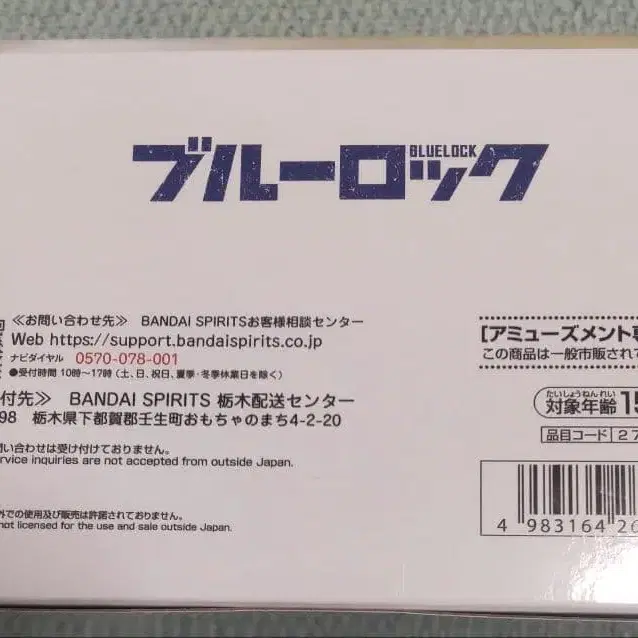 ブルーロック
BLUELOCK
≪お問い合わせ先≫ BANDAI SPIRITSお客様相談センター
Web https://support.bandaispirits.co.jp
ナビダイヤル 0570-078-001
●受付時間 10時〜17時(土、日、祝日、夏季・冬季休業日を除く)
付先≫ BANDAI SPIRITS 栃木配送センター
98 栃木県下都賀郡壬生町おもちゃのまち4-2-20
問い合わせは受け付けておりません。
rvice inquiries are not accepted from outside Japan.
外での使用及び販売は許諾されておりません。
not licensed for the use and sale outside Japan.
[アミューズメント専
この商品は一般市販されて
たいしょうねんれい
対象年齢 15
品目コード 27
4 983164 26